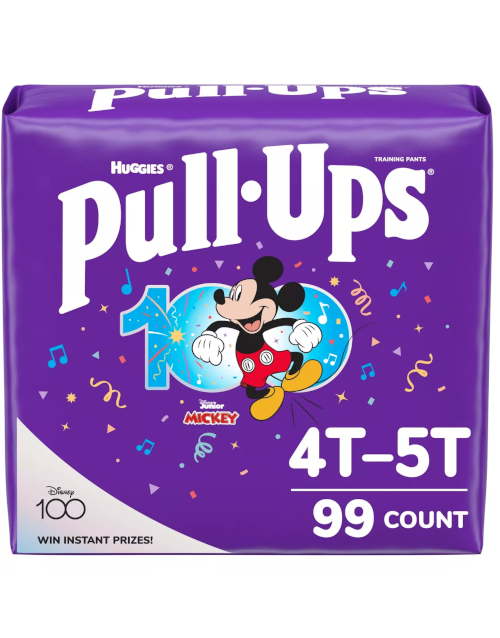 Pull-Ups
HUGGIES®
TRAINING PANTS
Pull-Ups®
100
Disney
Junior
MICKEY
4T–5T
99 COUNT
Disney
100
WIN INSTANT PRIZES!